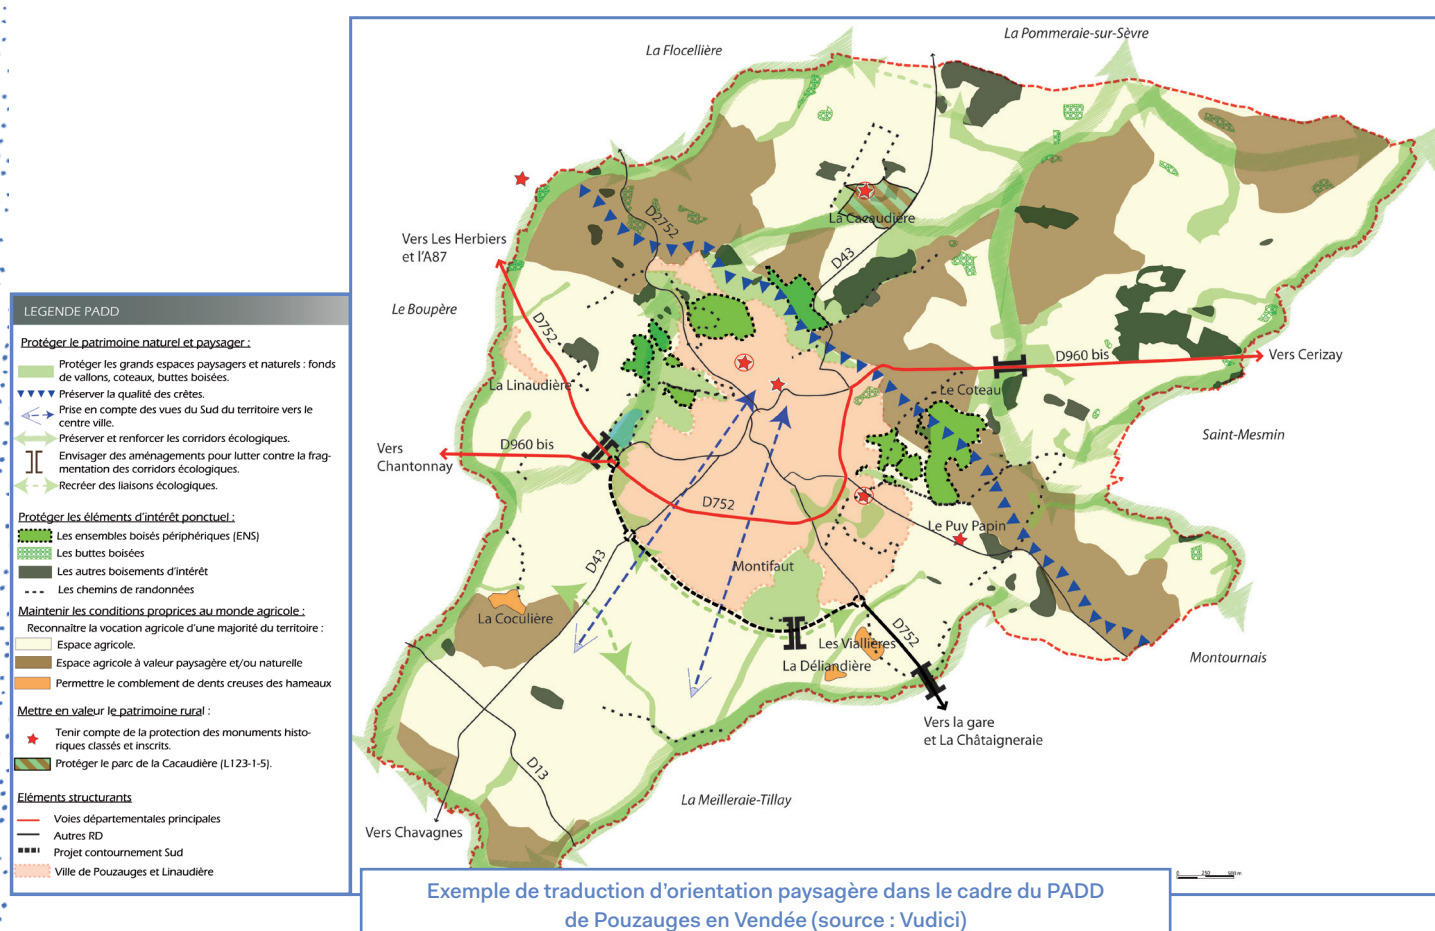 LEGENDE PADD
Protéger le patrimoine naturel et paysager :
Protéger les grands espaces paysagers et naturels : fonds
de vallons, coteaux, buttes boisées.
Préserver la qualité des crêtes.
Prise en compte des vues du Sud du territoire vers le
centre ville.
Préserver et renforcer les corridors écologiques.
Envisager des aménagements pour lutter contre la frag-
mentation des corridors écologiques.
Recréer des liaisons écologiques.
Protéger les éléments d'intérêt ponctuel :
Les ensembles boisés périphériques (ENS)
Les buttes boisées
Les autres boisements d'intérêt
Les chemins de randonnées
Maintenir les conditions proprices au monde agricole :
Reconnaître la vocation agricole d'une majorité du territoire :
Espace agricole.
Espace agricole à valeur paysagère et/ou naturelle
Permettre le comblement de dents creuses des hameaux
Mettre en valeur le patrimoine rural :
Tenir compte de la protection des monuments histo-
riques classés et inscrits.
Protéger le parc de la Cacaudière (L123-1-5).
Eléments structurants
Voies départementales principales
Autres RD
Projet contournement Sud
Ville de Pouzauges et Linaudière
La Flocellière
La Pommeraie-sur-Sèvre
La Cacaudière
D2752
D43
Vers Les Herbiers
et l'A87
Le Boupère
D752
La Linaudière
D960 bis
Vers Cerizay
Le Coteau
Saint-Mesmin
Vers
Chantonnay
D960 bis
D752
Le Puy Papin
D43
Montifaut
La Coculière
Les Viallières
La Déliandière
D752
Montournais
Vers la gare
et La Châtaigneraie
D13
La Meilleraie-Tillay
Vers Chavagnes
0 250 500 m
Exemple de traduction d'orientation paysagère dans le cadre du PADD
de Pouzauges en Vendée (source : Vudici)